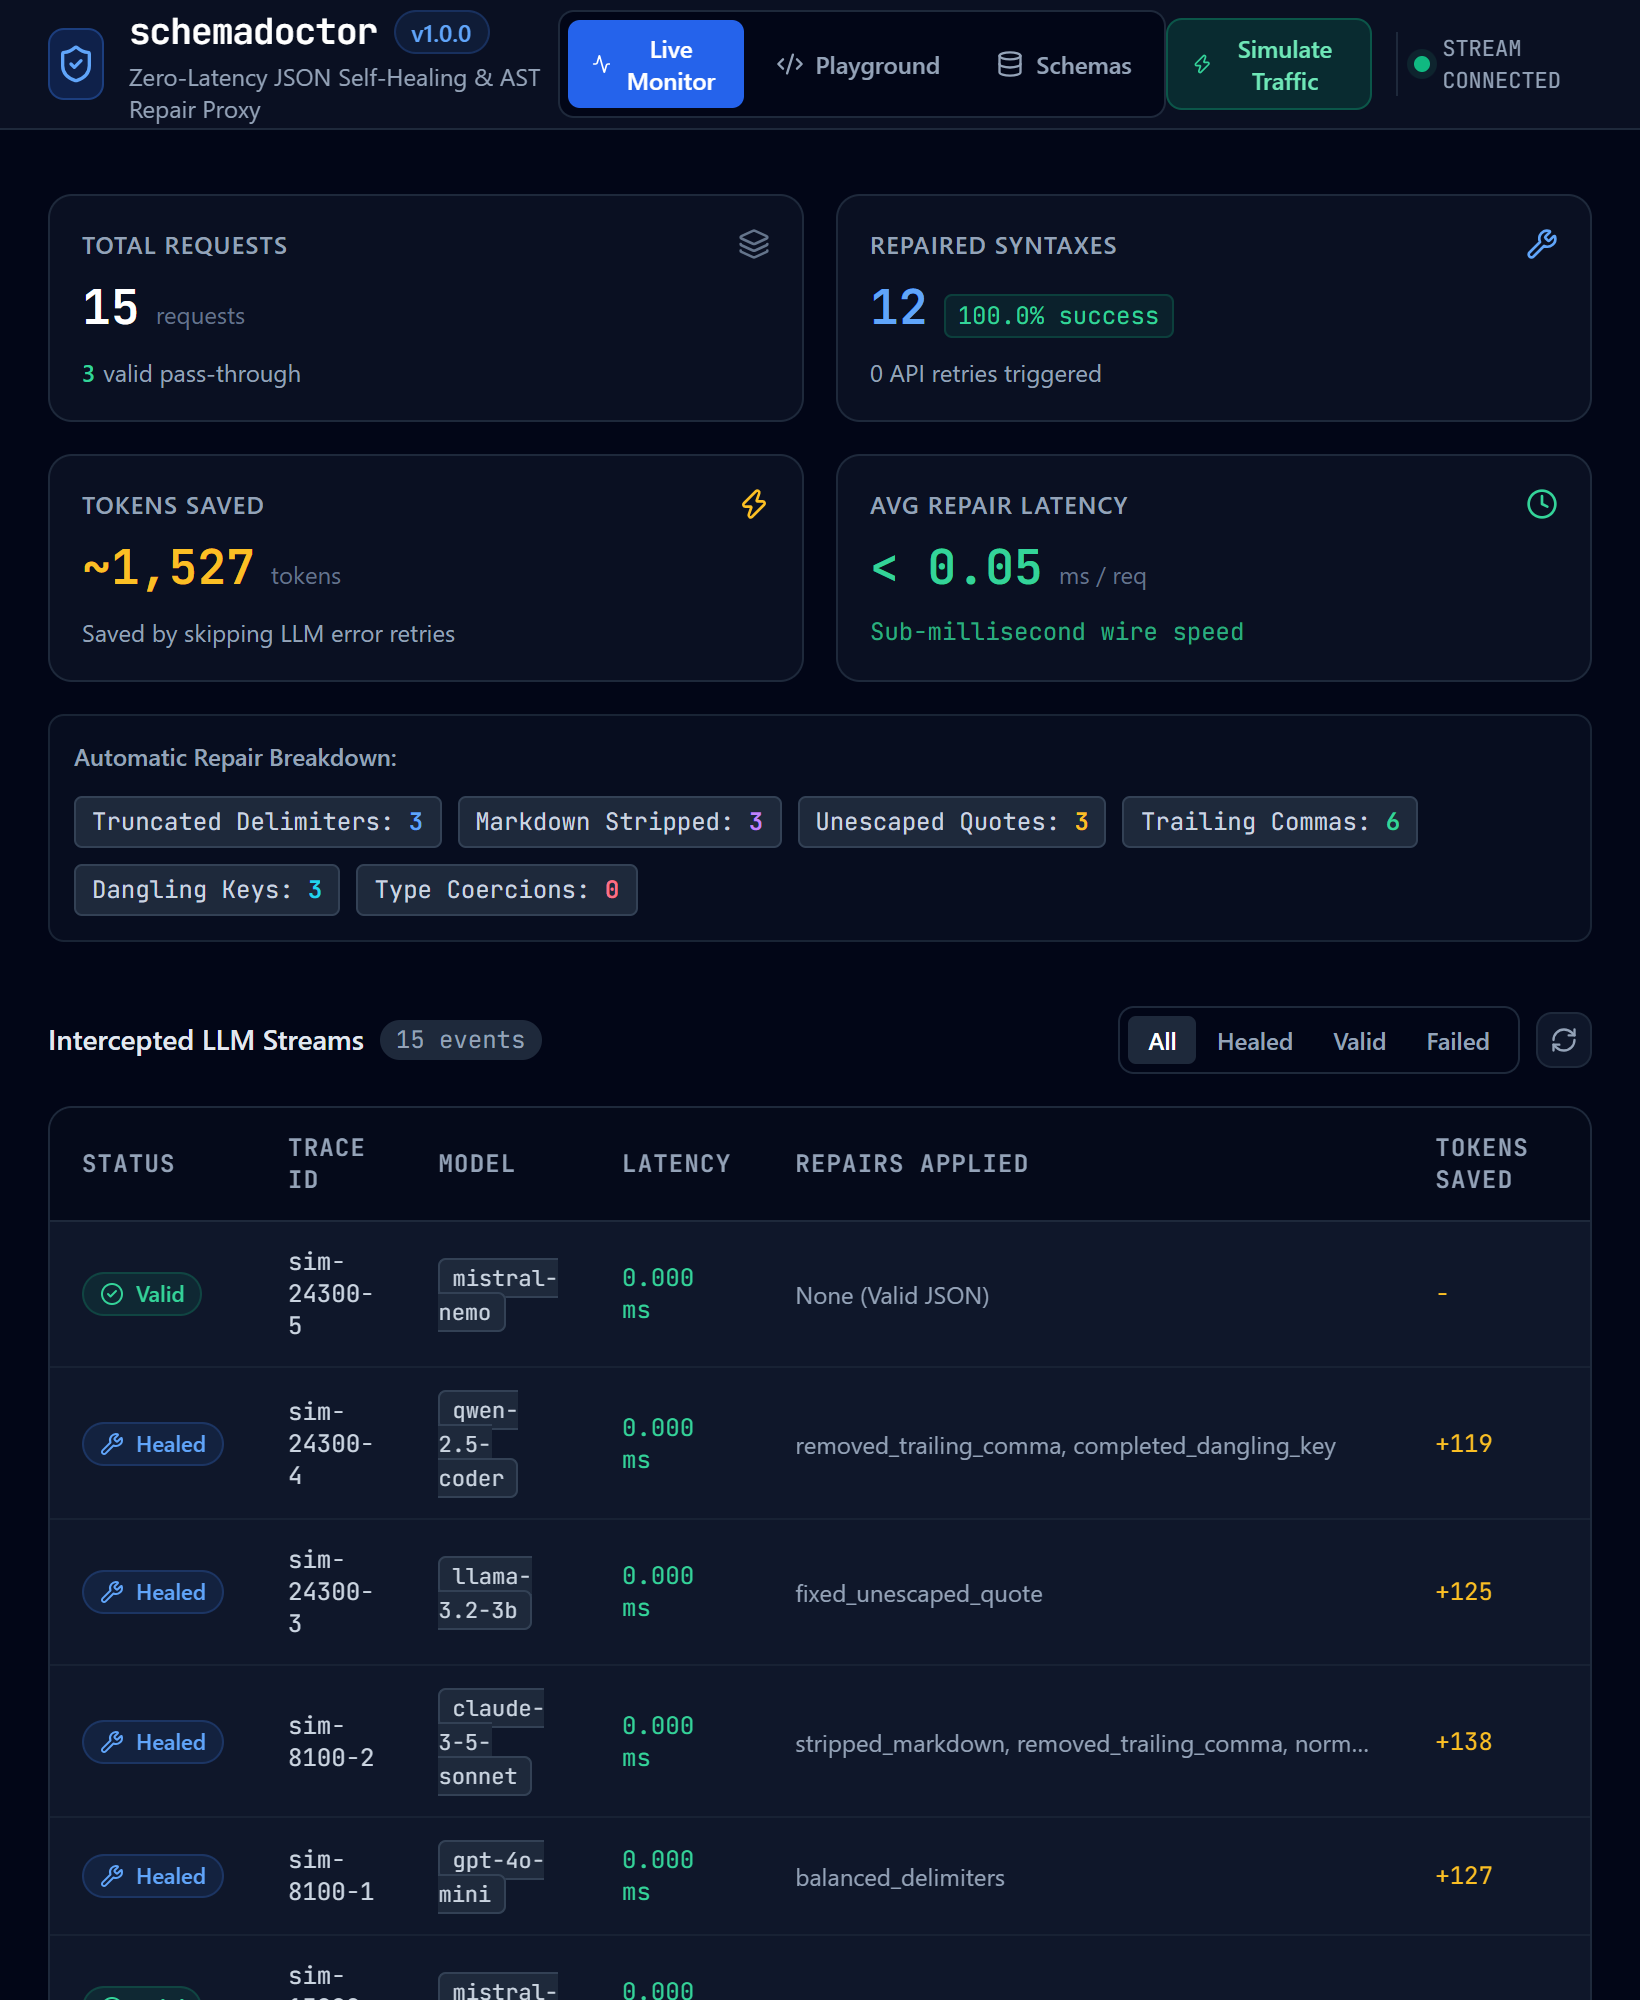 schemadoctor v1.0.0
Zero-Latency JSON Self-Healing & AST
Repair Proxy
Live
Monitor
Playground
Schemas
Simulate
Traffic
STREAM
CONNECTED
TOTAL REQUESTS
15 requests
3 valid pass-through
REPAIRED SYNTAXES
12 100.0% success
0 API retries triggered
TOKENS SAVED
~1,527 tokens
Saved by skipping LLM error retries
AVG REPAIR LATENCY
< 0.05 ms / req
Sub-millisecond wire speed
Automatic Repair Breakdown:
Truncated Delimiters: 3 Markdown Stripped: 3 Unescaped Quotes: 3 Trailing Commas: 6
Dangling Keys: 3 Type Coercions: 0
Intercepted LLM Streams 15 events
All Healed Valid Failed
STATUS
TRACE
ID
MODEL
LATENCY
REPAIRS APPLIED
TOKENS
SAVED
Valid
sim-
24300-
5
mistral-
nemo
0.000
ms
None (Valid JSON)
-
Healed
sim-
24300-
4
qwen-
2.5-
coder
0.000
ms
removed_trailing_comma, completed_dangling_key
+119
Healed
sim-
24300-
3
llama-
3.2-3b
0.000
ms
fixed_unescaped_quote
+125
Healed
sim-
8100-2
claude-
3-5-
sonnet
0.000
ms
stripped_markdown, removed_trailing_comma, norm...
+138
Healed
sim-
8100-1
gpt-4o-
mini
0.000
ms
balanced_delimiters
+127
sim-
mistral-
0.000